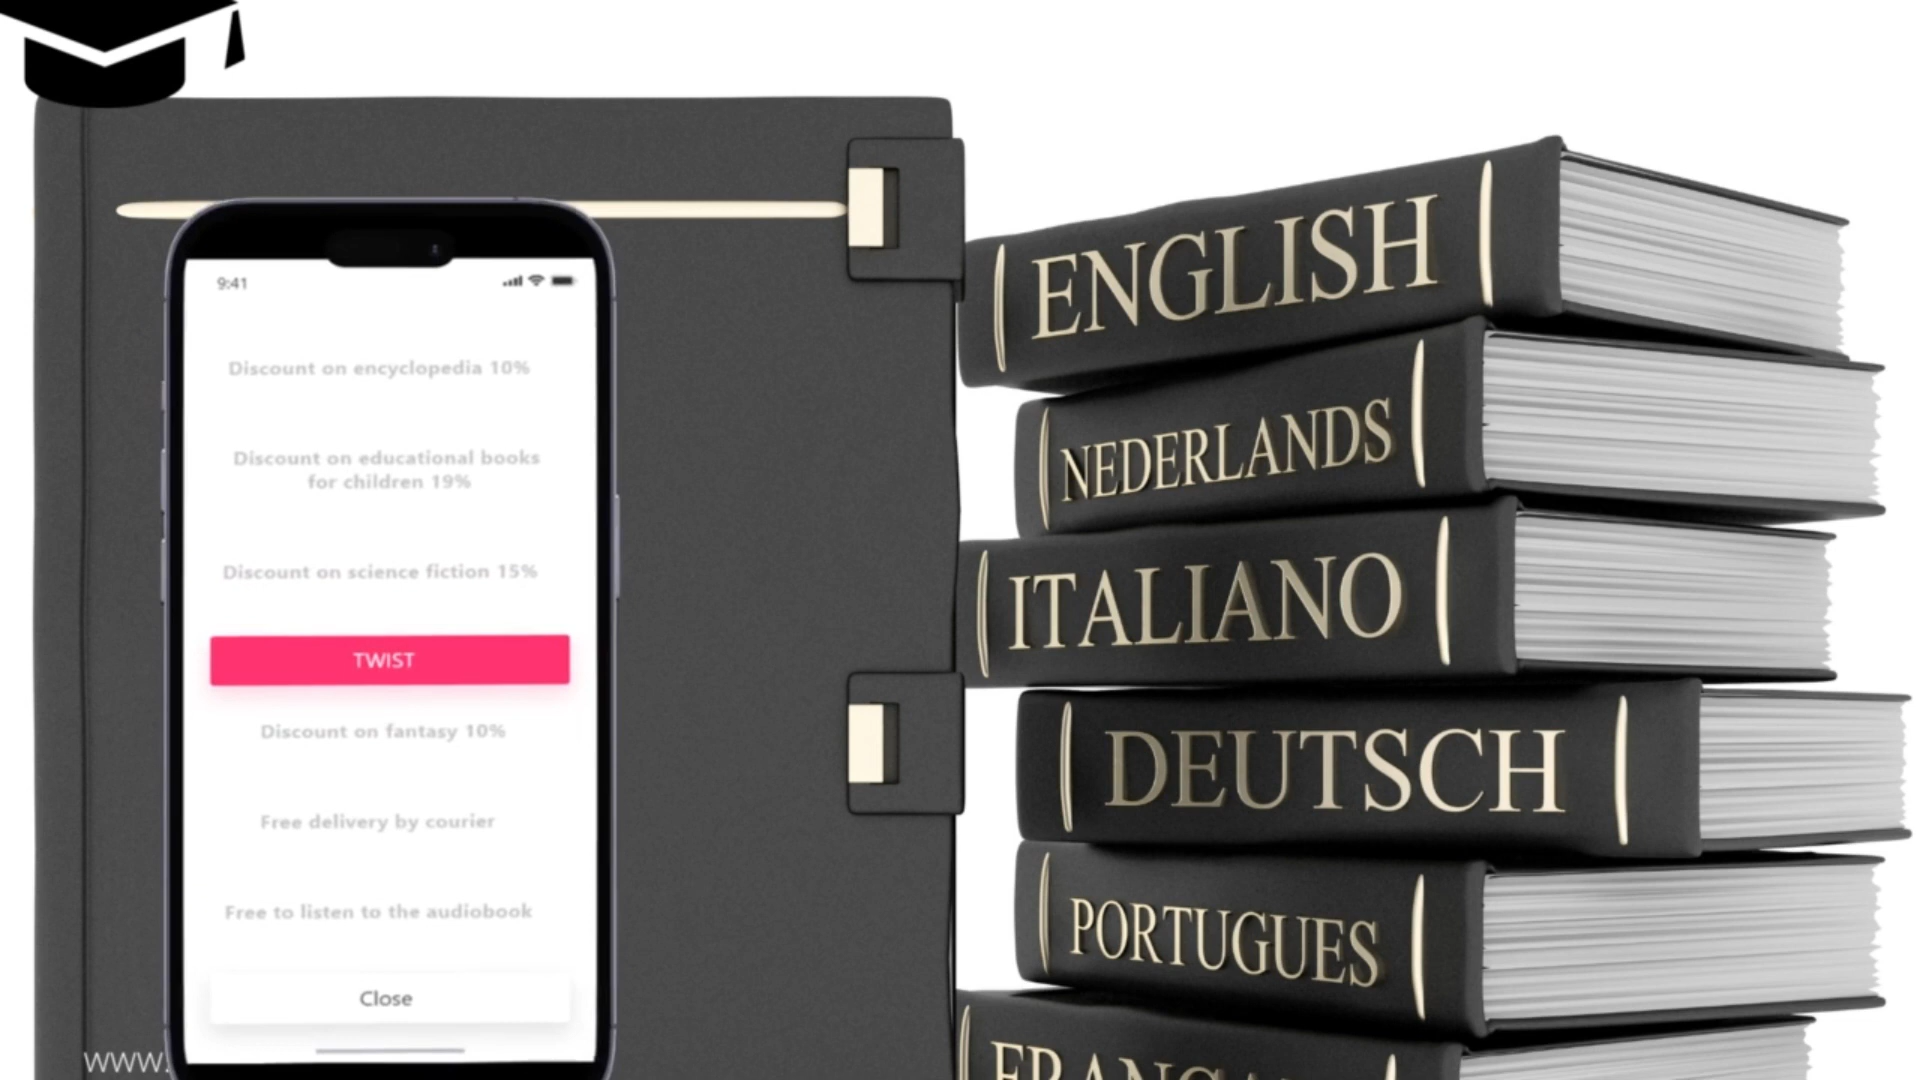 9:41
Discount on encyclopedia 10%
Discount on educational books
for children 19%
Discount on science fiction 15%
TWIST
Discount on fantasy 10%
Free delivery by courier
Free to listen to the audiobook
Close
www.
ENGLISH
NEDERLANDS
ITALIANO
DEUTSCH
PORTUGUES